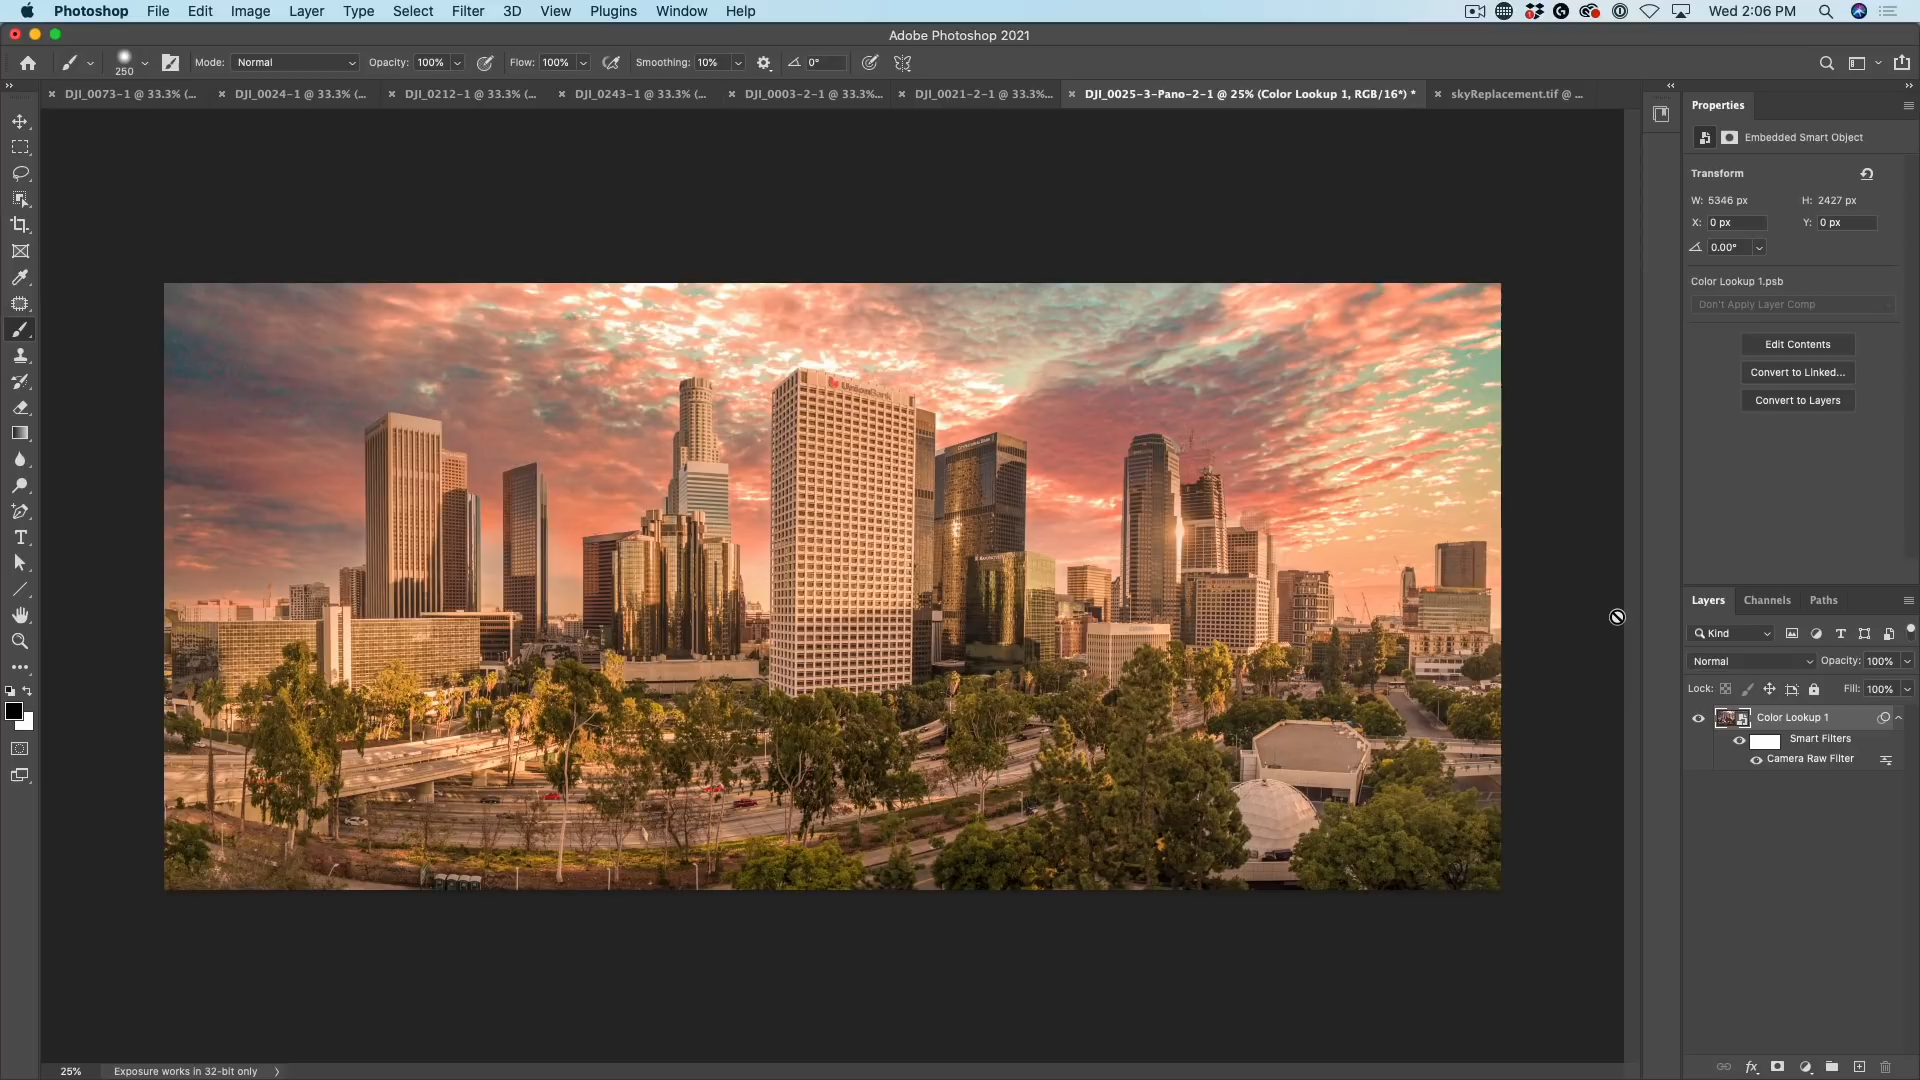 Photoshop File Edit Image Layer Type Select Filter 3D View Plugins Window Help Wed 2:06 PM
Adobe Photoshop 2021
250 Mode: Normal Opacity: 100% Flow: 100% Smoothing: 10% 0°
DJI_0073-1 @ 33.3% (... DJI_0024-1 @ 33.3% (... DJI_0212-1 @ 33.3% (... DJI_0243-1 @ 33.3% (... DJI_0003-2-1 @ 33.3%... DJI_0021-2-1 @ 33.3%... DJI_0025-3-Pano-2-1 @ 25% (Color Lookup 1, RGB/16*) * skyReplacement.tif @ ...
Properties
Embedded Smart Object
Transform
W: 5346 px H: 2427 px
X: 0 px Y: 0 px
0.00°
Color Lookup 1.psb
Don't Apply Layer Comp
Edit Contents
Convert to Linked...
Convert to Layers
UnionBank
Layers Channels Paths
Kind
Normal Opacity: 100%
Lock: Fill: 100%
Color Lookup 1
Smart Filters
Camera Raw Filter
25% Exposure works in 32-bit only